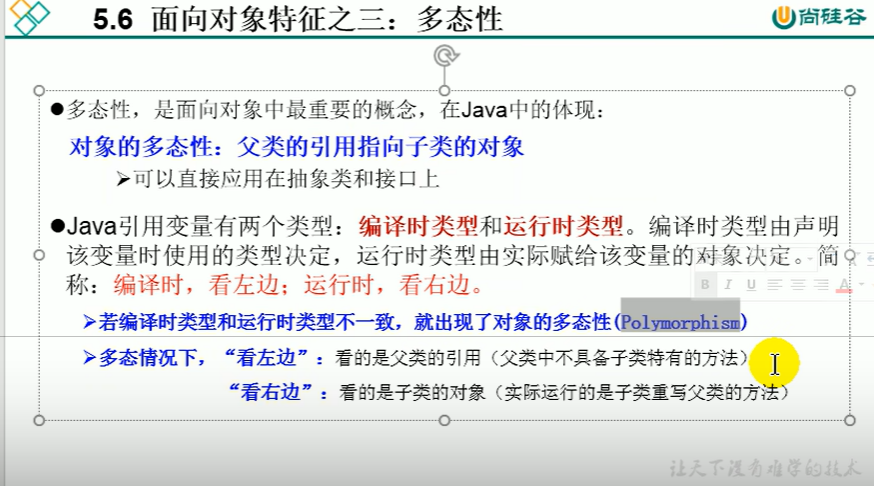 5.6 面向对象特征之三：多态性
尚硅谷
●多态性，是面向对象中最重要的概念，在Java中的体现：
对象的多态性：父类的引用指向子类的对象
➢可以直接应用在抽象类和接口上
●Java引用变量有两个类型：编译时类型和运行时类型。编译时类型由声明
该变量时使用的类型决定，运行时类型由实际赋给该变量的对象决定。简
称：编译时，看左边；运行时，看右边。
B I U A
➢若编译时类型和运行时类型不一致，就出现了对象的多态性(Polymorphism)
➢多态情况下，“看左边”：看的是父类的引用（父类中不具备子类特有的方法）
“看右边”：看的是子类的对象（实际运行的是子类重写父类的方法）
让天下没有难学的技术